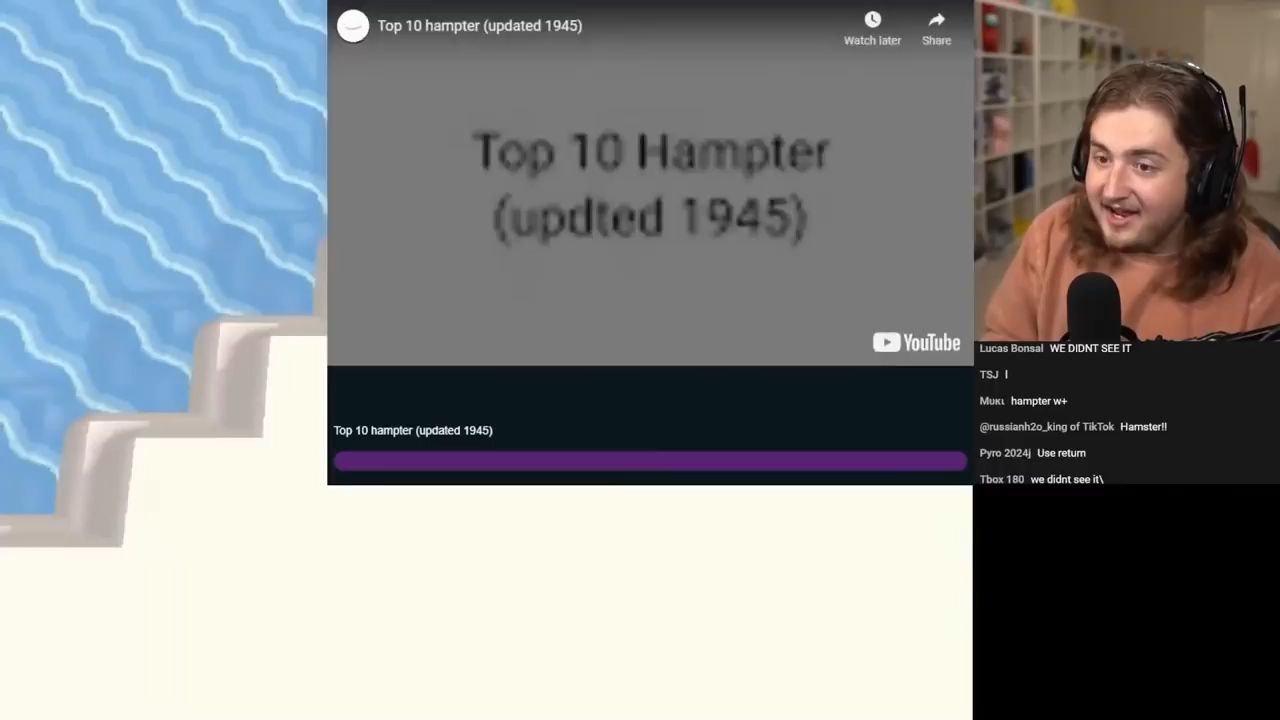 Top 10 hampter (updated 1945)
Watch later
Share
Top 10 Hampter
(updted 1945)
YouTube
Top 10 hampter (updated 1945)
Lucas Bonsal WE DIDNT SEE IT
TSJ I
Mυκι hampter w+
@russianh2o_king of TikTok Hamster!!
Pyro 2024j Use return
Tbox 180 we didnt see it\